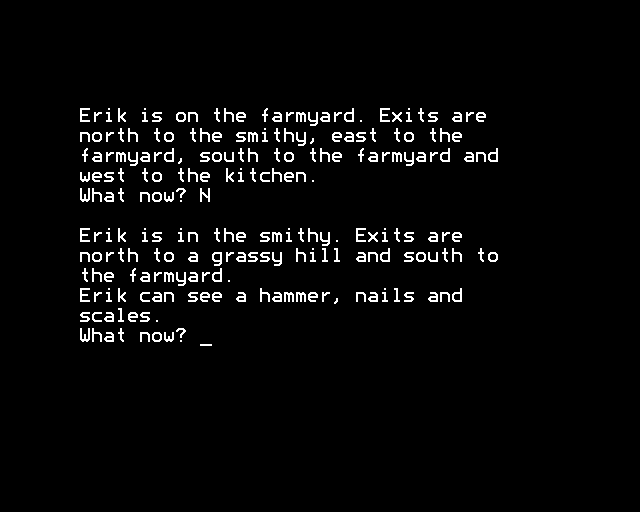 Erik is on the farmyard. Exits are
north to the smithy, east to the
farmyard, south to the farmyard and
west to the kitchen.
What now? N
Erik is in the smithy. Exits are
north to a grassy hill and south to
the farmyard.
Erik can see a hammer, nails and
scales.
What now? _